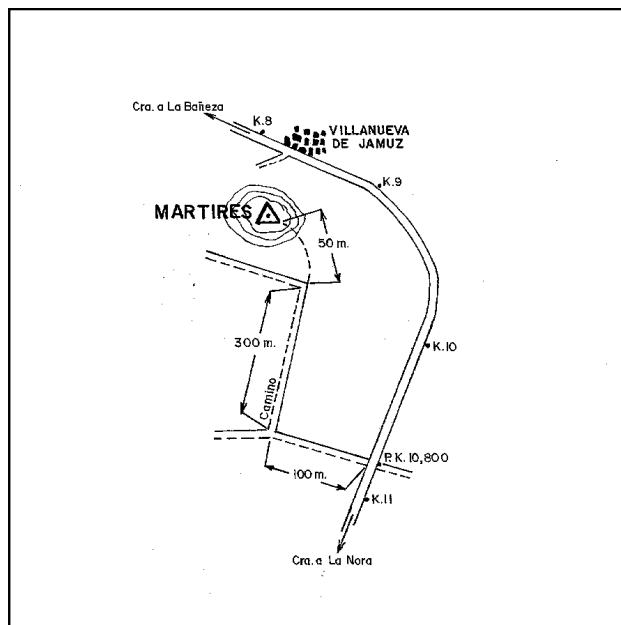 Cra. a La Bañeza
K.8
VILLANUEVA
DE JAMUZ
K.9
MARTIRES
50 m.
300 m.
K.10
Camino
P.K.10,800
100 m.
K.11
Cra. a La Nora